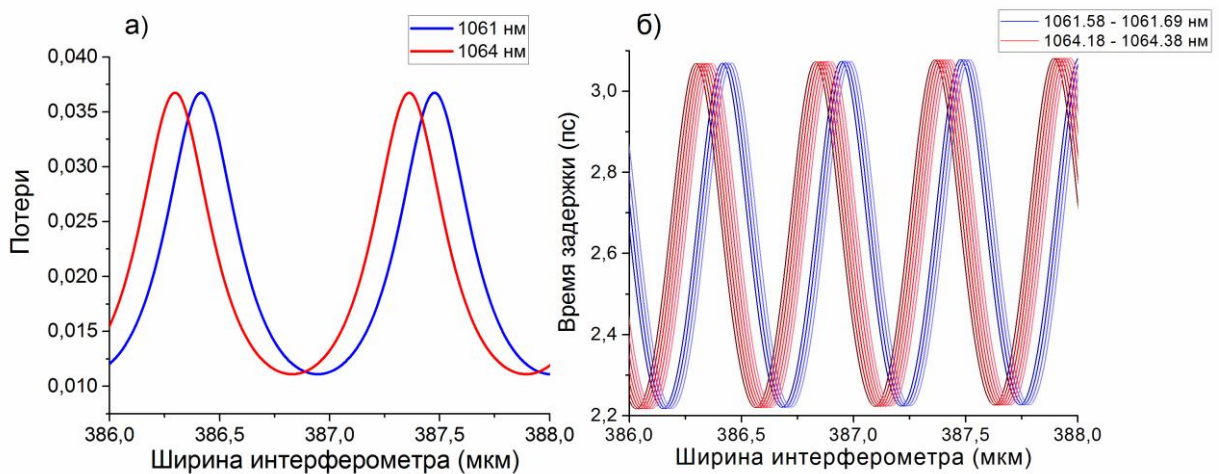 а)
1061 нм
1064 нм
0,040
0,035
0,030
0,025
0,020
0,015
0,010
Потери
386,0
386,5
387,0
387,5
388,0
Ширина интерферометра (мкм)
б)
1061.58 - 1061.69 нм
1064.18 - 1064.38 нм
3,0
2,8
2,6
2,4
2,2
Время задержки (пс)
386,0
386,5
387,0
387,5
388,0
Ширина интерферометра (мкм)